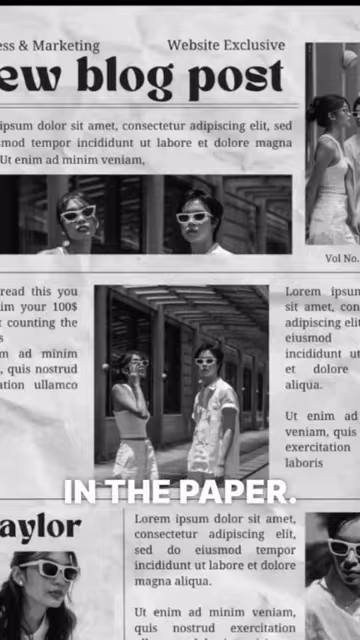 ess & Marketing
Website Exclusive
ew blog post
ipsum dolor sit amet, consectetur adipiscing elit, sed
smod tempor incididunt ut labore et dolore magna
Ut enim ad minim veniam,
Vol No.
read this you
im your 100$
t counting the
s
m ad minim
, quis nostrud
ation ullamco
Lorem ipsum
sit amet, con
adipiscing elit
eiusmod
incididunt ut
et dolore
aliqua.
Ut enim ad
veniam, quis
exercitation
laboris
IN THE PAPER.
aylor
Lorem ipsum dolor sit amet,
consectetur adipiscing elit,
sed do eiusmod tempor
incididunt ut labore et dolore
magna aliqua.
Ut enim ad minim veniam,
quis nostrud exercitation